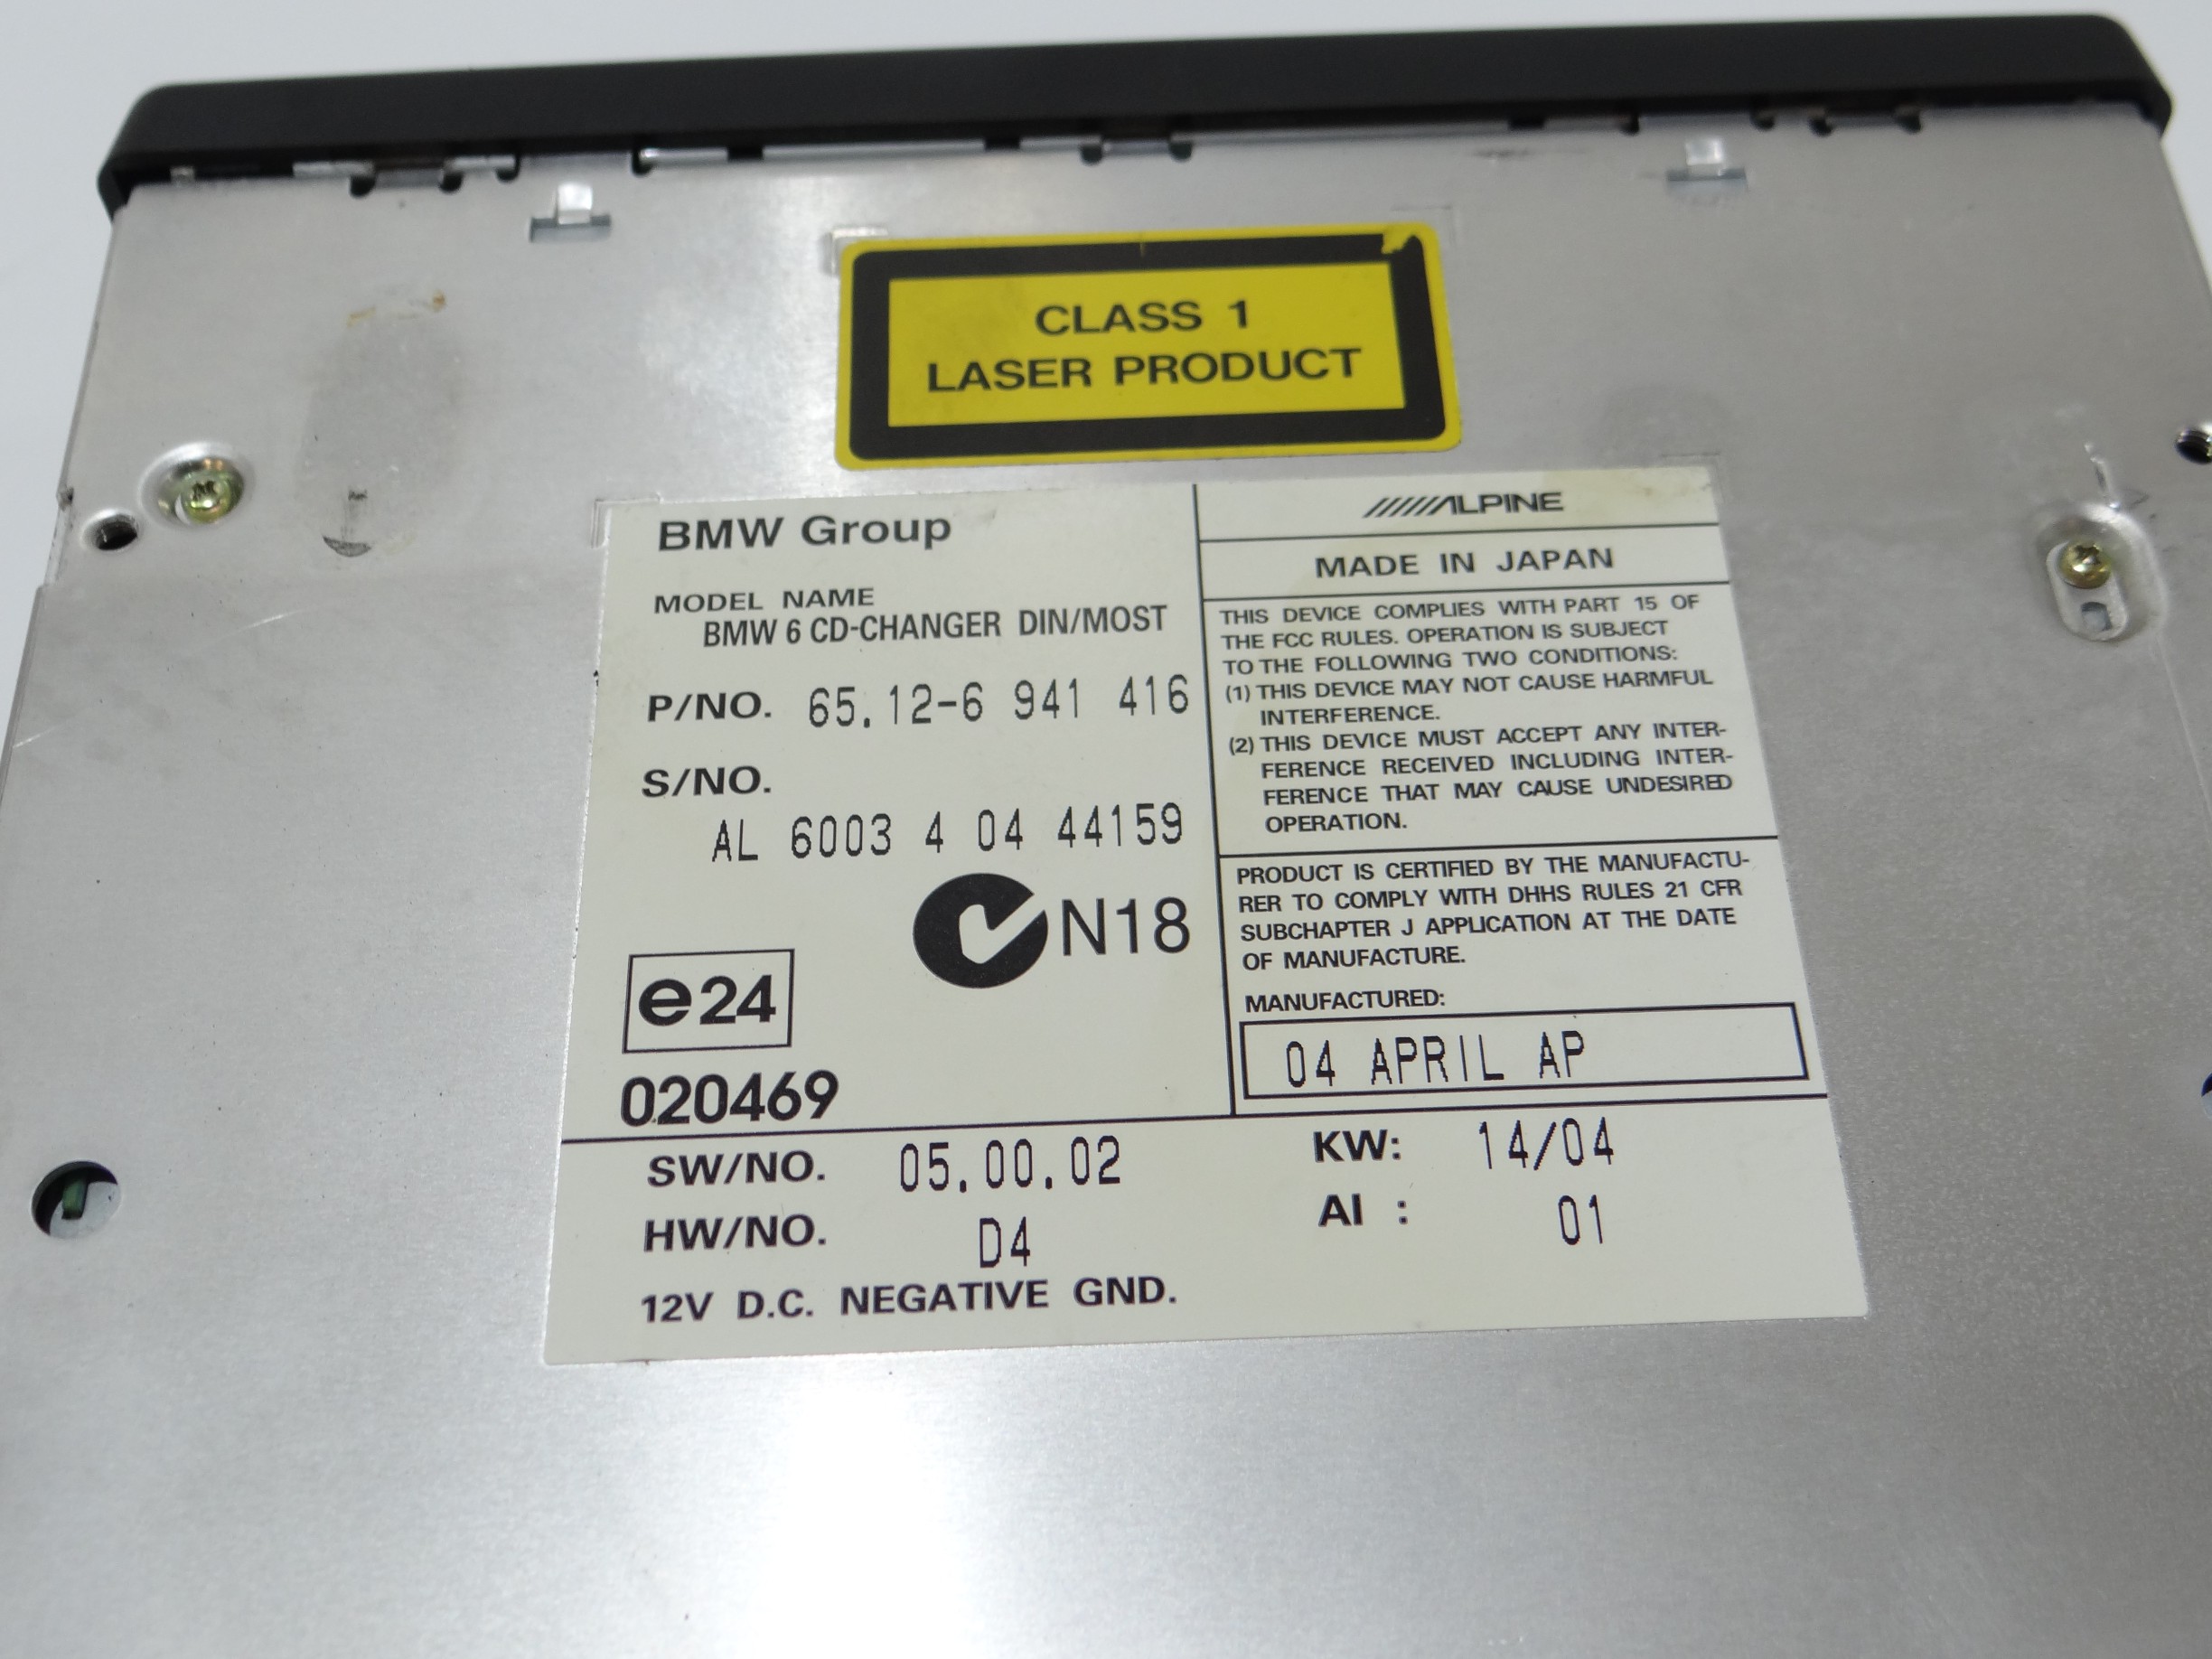 CLASS 1
LASER PRODUCT
BMW Group
MODEL NAME
BMW 6 CD-CHANGER DIN/MOST
P/NO. 65.12-6 941 416
S/NO.
AL 6003 4 04 44159
N18
e24
020469
ALPINE
MADE IN JAPAN
THIS DEVICE COMPLIES WITH PART 15 OF
THE FCC RULES. OPERATION IS SUBJECT
TO THE FOLLOWING TWO CONDITIONS:
(1) THIS DEVICE MAY NOT CAUSE HARMFUL
INTERFERENCE.
(2) THIS DEVICE MUST ACCEPT ANY INTER-
FERENCE RECEIVED INCLUDING INTER-
FERENCE THAT MAY CAUSE UNDESIRED
OPERATION.
PRODUCT IS CERTIFIED BY THE MANUFACTU-
RER TO COMPLY WITH DHHS RULES 21 CFR
SUBCHAPTER J APPLICATION AT THE DATE
OF MANUFACTURE.
MANUFACTURED:
04 APRIL AP
SW/NO. 05.00.02
HW/NO. D4
12V D.C. NEGATIVE GND.
KW: 14/04
AI : 01